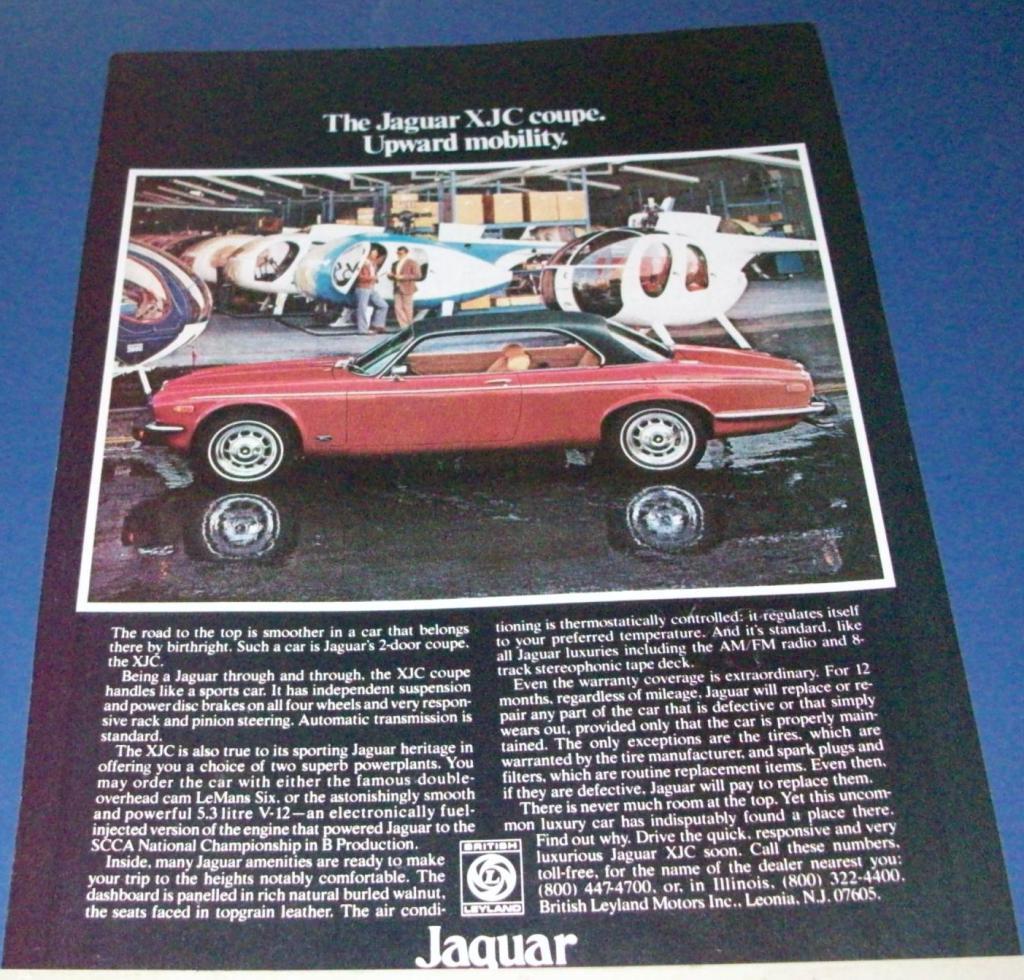 The Jaguar XJC coupe.
Upward mobility.
The road to the top is smoother in a car that belongs
there by birthright. Such a car is Jaguar's 2-door coupe,
the XJC.
Being a Jaguar through and through, the XJC coupe
handles like a sports car. It has independent suspension
and power disc brakes on all four wheels and very respon-
sive rack and pinion steering. Automatic transmission is
standard.
The XJC is also true to its sporting Jaguar heritage in
offering you a choice of two superb powerplants. You
may order the car with either the famous double-
overhead cam LeMans Six, or the astonishingly smooth
and powerful 5.3 litre V-12—an electronically fuel-
injected version of the engine that powered Jaguar to the
SCCA National Championship in B Production.
Inside, many Jaguar amenities are ready to make
your trip to the heights notably comfortable. The
dashboard is panelled in rich natural burled walnut,
the seats faced in topgrain leather. The air condi-
tioning is thermostatically controlled: it regulates itself
to your preferred temperature. And it's standard, like
all Jaguar luxuries including the AM/FM radio and 8-
track stereophonic tape deck.
Even the warranty coverage is extraordinary. For 12
months, regardless of mileage, Jaguar will replace or re-
pair any part of the car that is defective or that simply
wears out, provided only that the car is properly main-
tained. The only exceptions are the tires, which are
warranted by the tire manufacturer, and spark plugs and
filters, which are routine replacement items. Even then,
if they are defective, Jaguar will pay to replace them.
There is never much room at the top. Yet this uncom-
mon luxury car has indisputably found a place there.
Find out why. Drive the quick, responsive and very
luxurious Jaguar XJC soon. Call these numbers,
toll-free, for the name of the dealer nearest you:
(800) 447-4700, or, in Illinois, (800) 322-4400.
British Leyland Motors Inc., Leonia, N.J. 07605.
BRITISH
L
LEYLAND
Jaguar